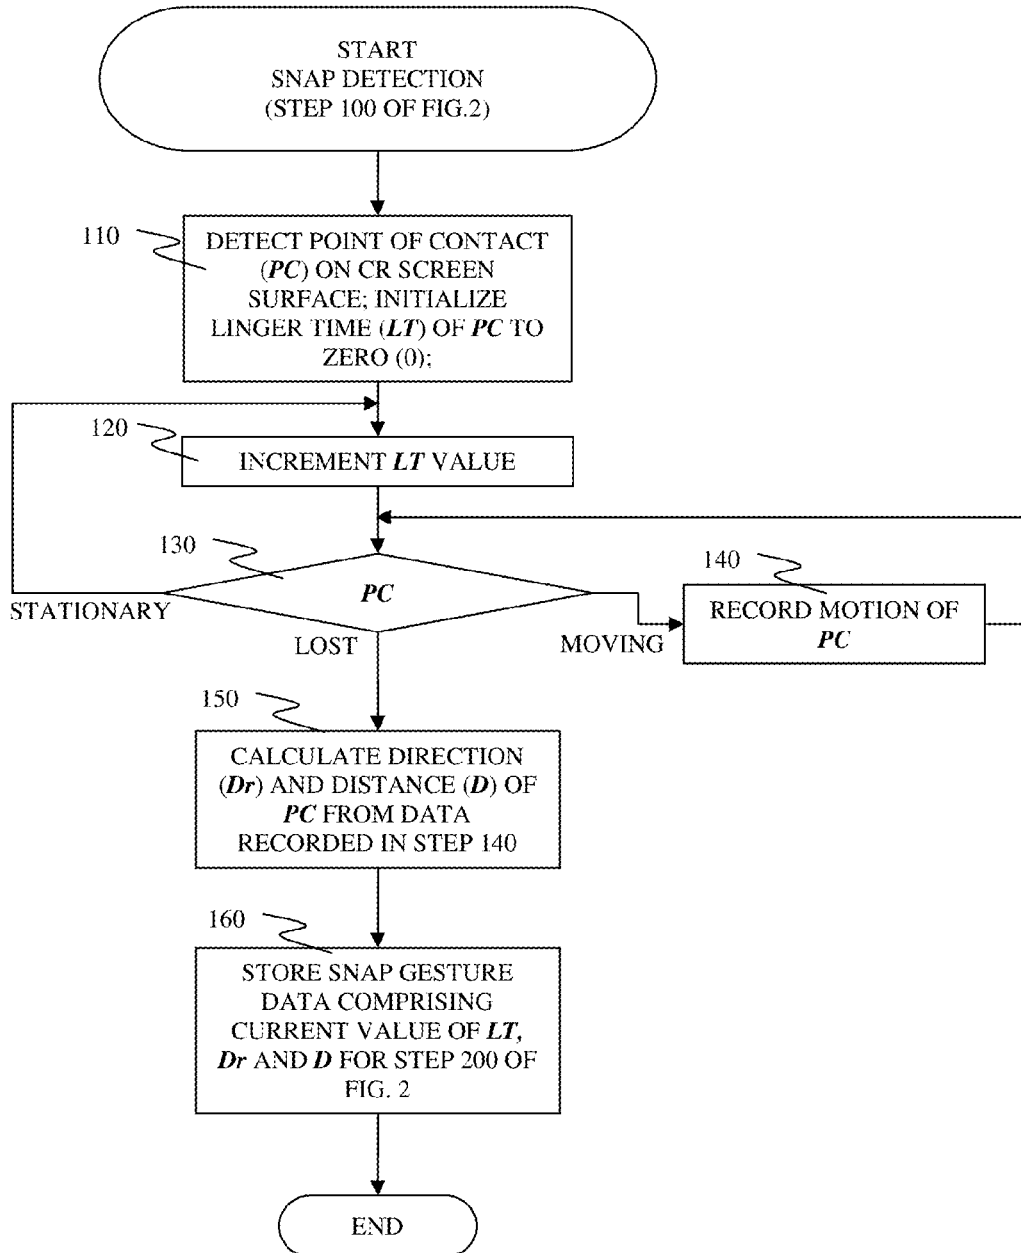 START
SNAP DETECTION
(STEP 100 OF FIG.2)
110
DETECT POINT OF CONTACT
(PC) ON CR SCREEN
SURFACE; INITIALIZE
LINGER TIME (LT) OF PC TO
ZERO (0);
120
INCREMENT LT VALUE
130
PC
STATIONARY
LOST
MOVING
140
RECORD MOTION OF
PC
150
CALCULATE DIRECTION
(Dr) AND DISTANCE (D) OF
PC FROM DATA
RECORDED IN STEP 140
160
STORE SNAP GESTURE
DATA COMPRISING
CURRENT VALUE OF LT,
Dr AND D FOR STEP 200 OF
FIG. 2
END